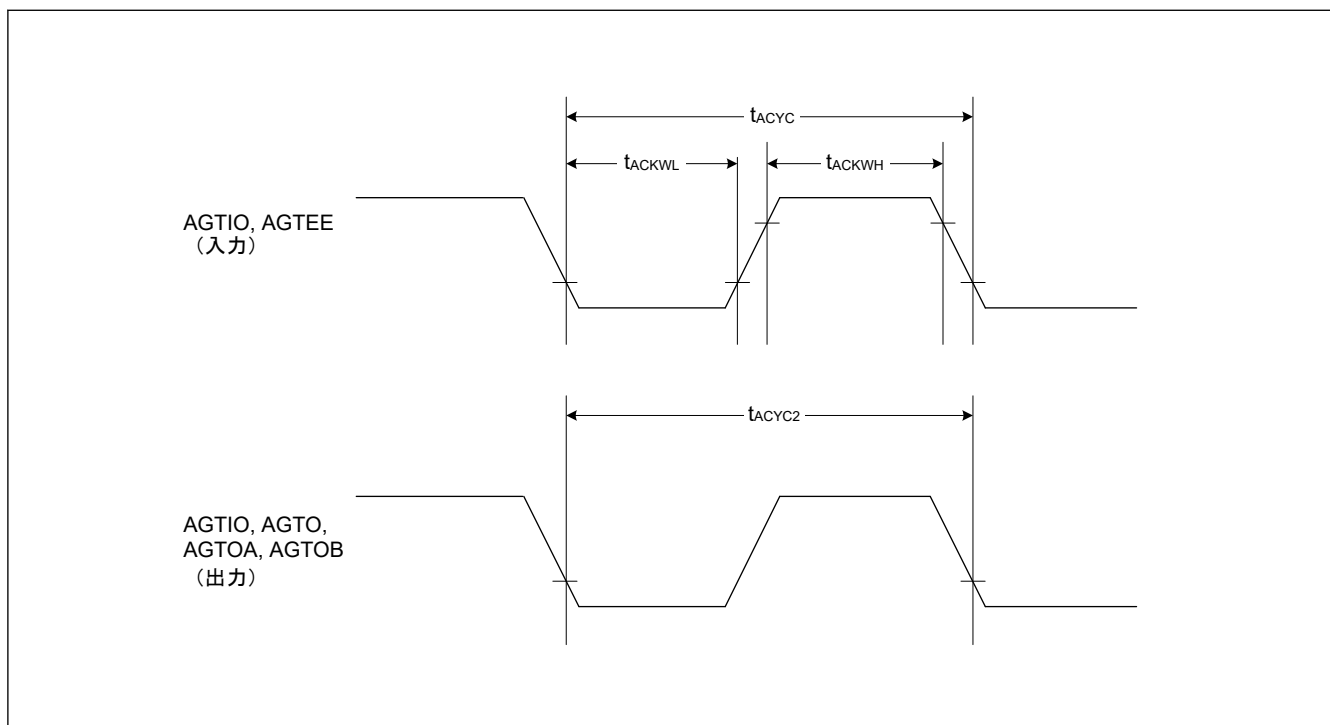 tACYC
tACKWL
tACKWH
AGTIO, AGTEE
（入力）
tACYC2
AGTIO, AGTO,
AGTOA, AGTOB
（出力）